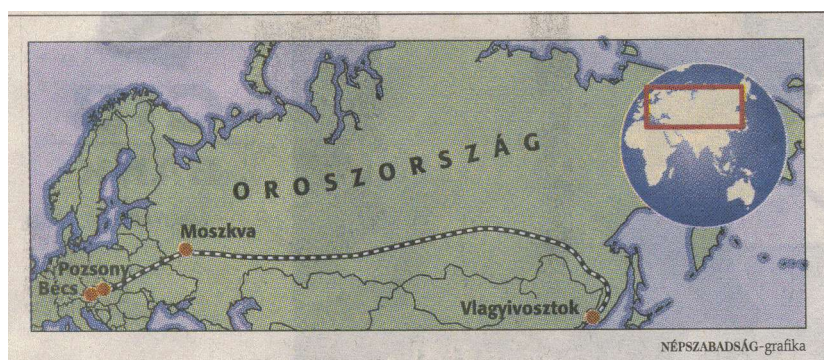 OROSZORSZÁG
Moszkva
Pozsony
Bécs
Vlagyivosztok
NÉPSZABADSÁG-grafika